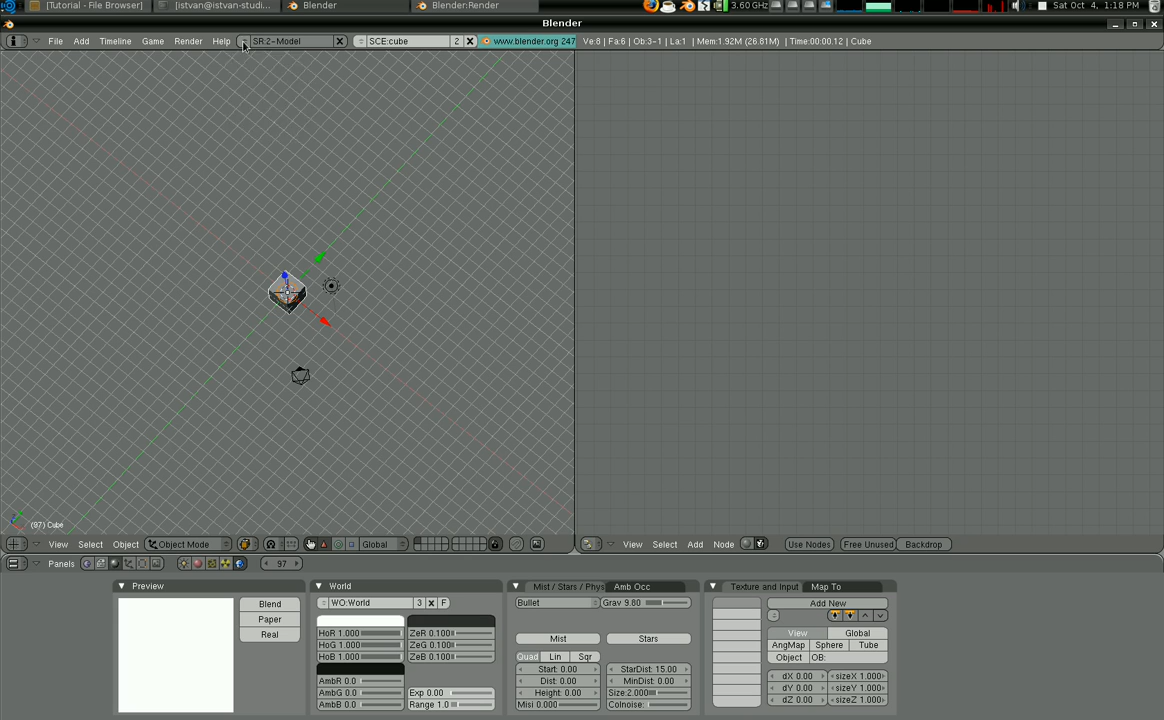 [Tutorial - File Browser] [istvan@istvan-studi... Blender Blender:Render 3.60 GHz Sat Oct 4, 1:18 PM
Blender
File Add Timeline Game Render Help SR:2-Model SCE:cube 2 www.blender.org 247 Ve:8 | Fa:6 | Ob:3-1 | La:1 | Mem:1.92M (26.81M) | Time:00:00.12 | Cube
(97) Cube
View Select Object Object Mode Global View Select Add Node Use Nodes Free Unused Backdrop
Panels 97
Preview World Mist / Stars / Phys Amb Occ Texture and Input Map To
Blend WO:World 3 X F Bullet Grav 9.80 Add New
Paper
Real HoR 1.000 ZeR 0.100 Mist Stars View Global
HoG 1.000 ZeG 0.100 AngMap Sphere Tube
HoB 1.000 ZeB 0.100 Quad Lin Sqr Object OB:
Start: 0.00 StarDist: 15.00 dX 0.00 sizeX 1.000
AmbR 0.0 Dist: 0.00 MinDist: 0.00 dY 0.00 sizeY 1.000
AmbG 0.0 Exp 0.00 Height: 0.00 Size:2.000 dZ 0.00 sizeZ 1.000
AmbB 0.0 Range 1.0 Misi 0.000 Colnoise: